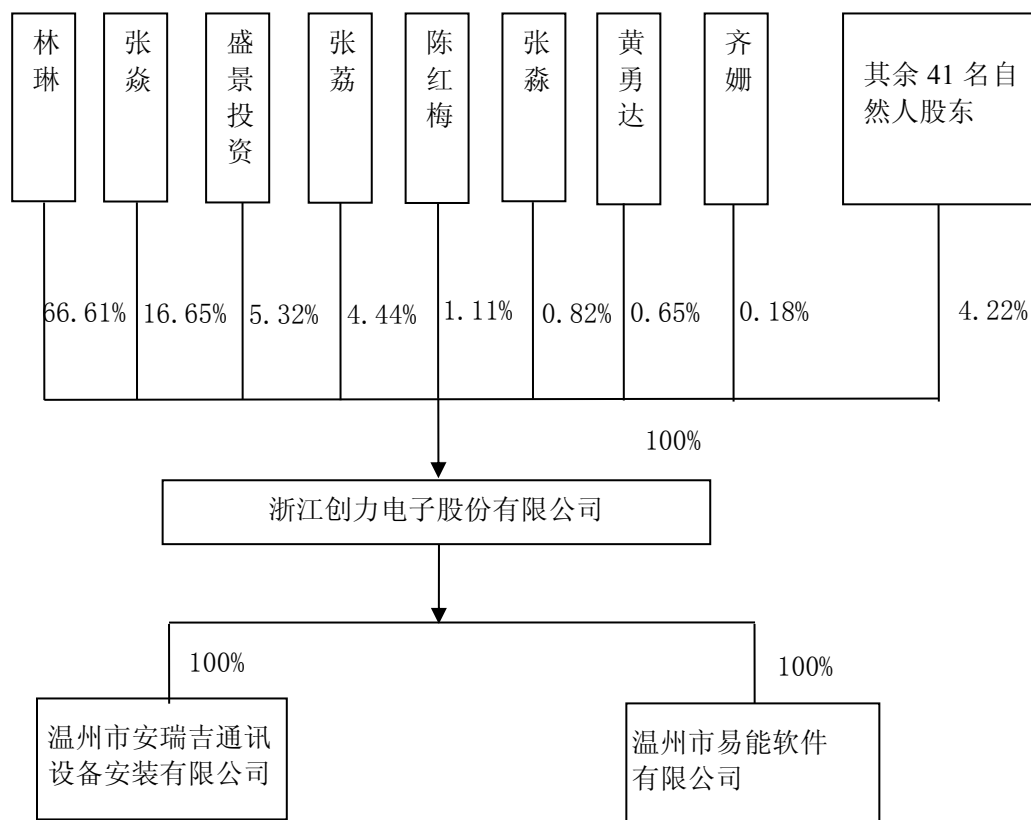 林琳
张焱
盛景投资
张荔
陈红梅
张淼
黄勇达
齐姗
其余 41 名自
然人股东
66.61%
16.65%
5.32%
4.44%
1.11%
0.82%
0.65%
0.18%
4.22%
100%
浙江创力电子股份有限公司
100%
100%
温州市安瑞吉通讯
设备安装有限公司
温州市易能软件
有限公司